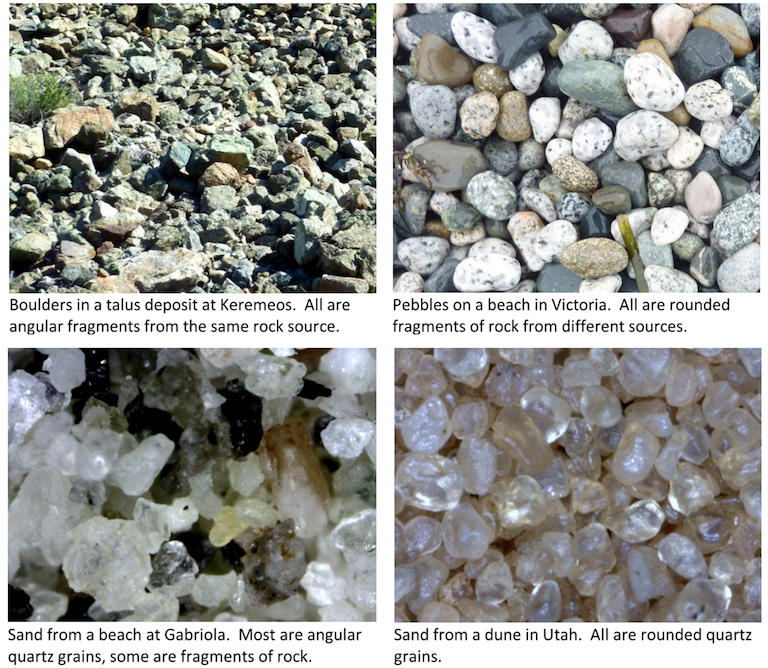 Boulders in a talus deposit at Keremeos.  All are
angular fragments from the same rock source.
Pebbles on a beach in Victoria.  All are rounded
fragments of rock from different sources.
Sand from a beach at Gabriola.  Most are angular
quartz grains, some are fragments of rock.
Sand from a dune in Utah.  All are rounded quartz
grains.